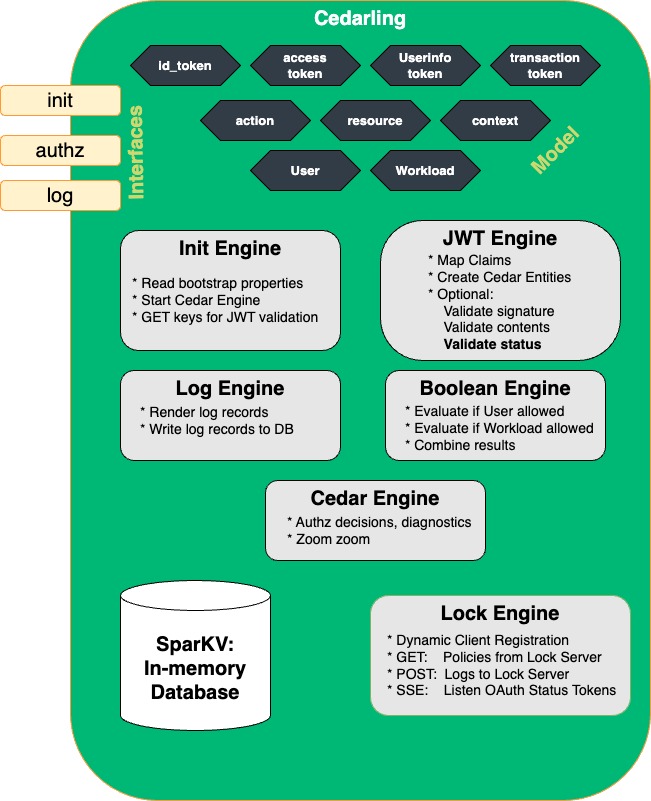 Cedarling
id_token
access
token
Userinfo
token
transaction
token
init
authz
log
Interfaces
action
resource
context
Model
User
Workload
Init Engine
* Read bootstrap properties
* Start Cedar Engine
* GET keys for JWT validation
JWT Engine
* Map Claims
* Create Cedar Entities
* Optional:
Validate signature
Validate contents
Validate status
Log Engine
* Render log records
* Write log records to DB
Boolean Engine
* Evaluate if User allowed
* Evaluate if Workload allowed
* Combine results
Cedar Engine
* Authz decisions, diagnostics
* Zoom zoom
SparKV:
In-memory
Database
Lock Engine
* Dynamic Client Registration
* GET: Policies from Lock Server
* POST: Logs to Lock Server
* SSE: Listen OAuth Status Tokens